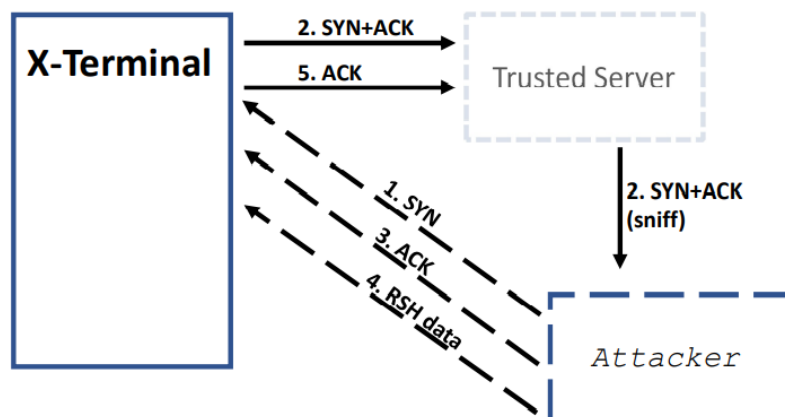 X-Terminal
2. SYN+ACK
5. ACK
Trusted Server
2. SYN+ACK
(sniff)
1. SYN
3. ACK
4. RSH data
Attacker